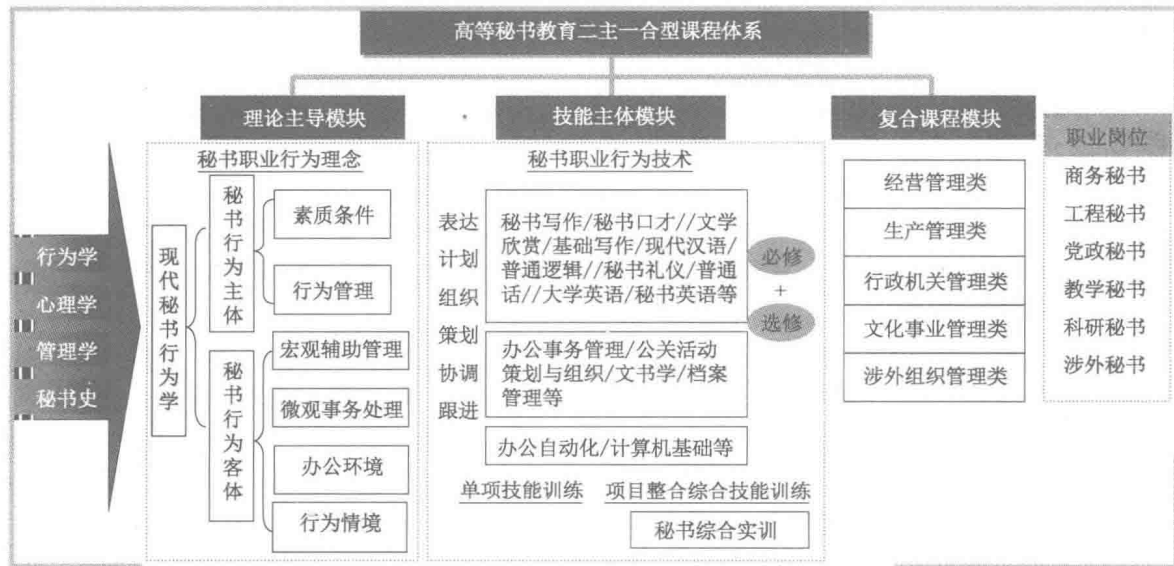 高等秘书教育二主一合型课程体系
理论主导模块
技能主体模块
复合课程模块
行为学
心理学
管理学
秘书史
秘书职业行为理念
现代秘书行为学
秘书行为主体
素质条件
行为管理
秘书行为客体
宏观辅助管理
微观事务处理
办公环境
行为情境
秘书职业行为技术
表达
计划
组织
策划
协调
跟进
秘书写作/秘书口才//文学
欣赏/基础写作/现代汉语/
普通逻辑//秘书礼仪/普通
话//大学英语/秘书英语等
办公事务管理/公关活动
策划与组织/文书学/档案
管理等
办公自动化/计算机基础等
必修
+
选修
单项技能训练
项目整合综合技能训练
秘书综合实训
经营管理类
生产管理类
行政机关管理类
文化事业管理类
涉外组织管理类
职业岗位
商务秘书
工程秘书
党政秘书
教学秘书
科研秘书
涉外秘书